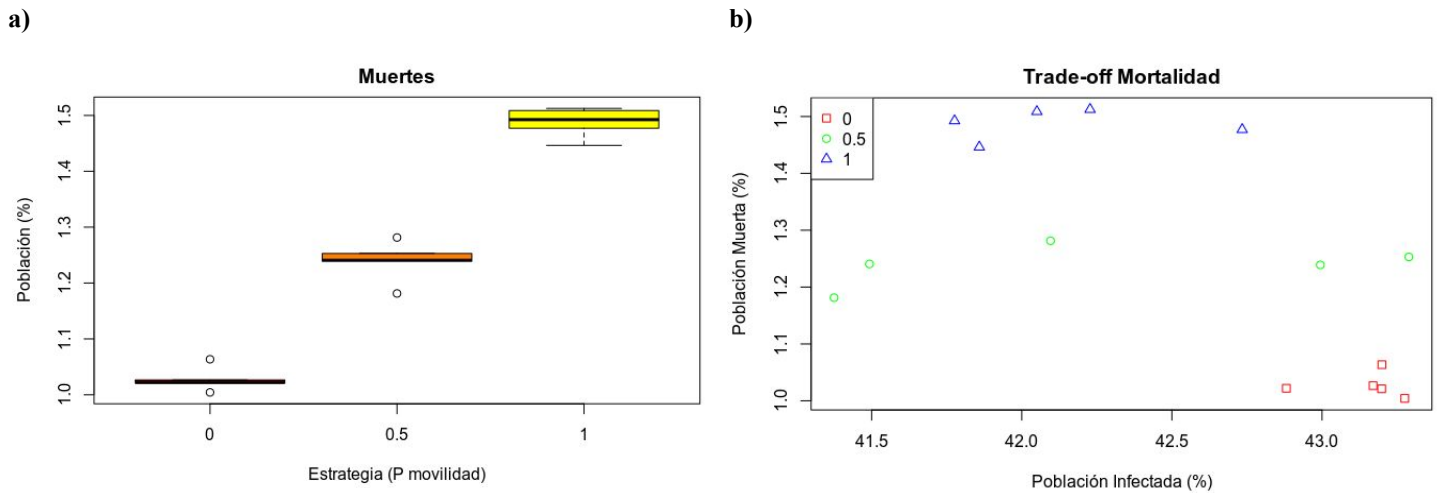 a)
Muertes
Población (%)
1.5
1.4
1.3
1.2
1.1
1.0
0
0.5
1
Estrategia (P movilidad)
b)
Trade-off Mortalidad
Población Muerta (%)
1.5
1.4
1.3
1.2
1.1
1.0
0
0.5
1
41.5
42.0
42.5
43.0
Población Infectada (%)